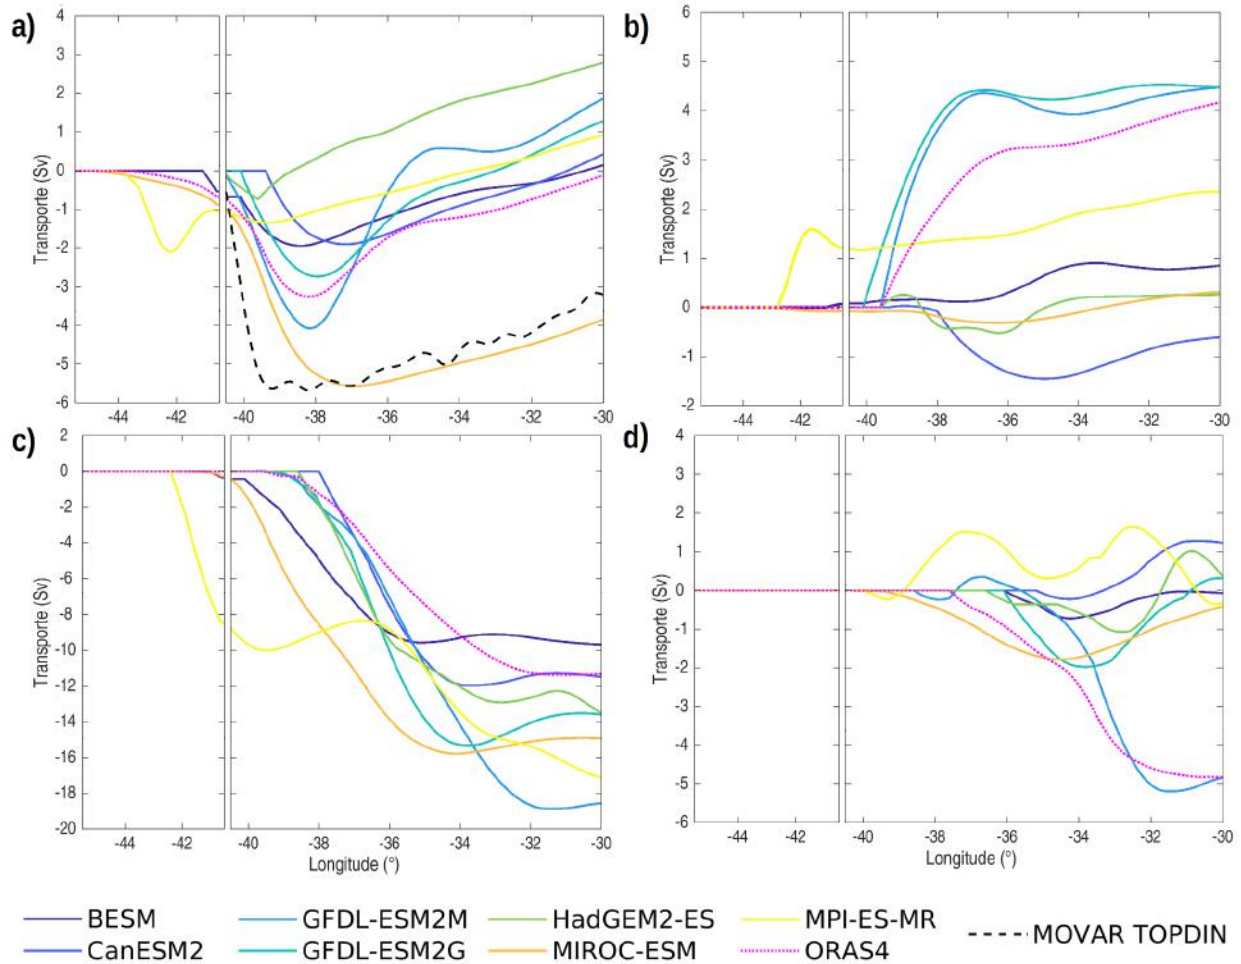 a)
Transporte (Sv)
4
3
2
1
0
-1
-2
-3
-4
-5
-6
-44 -42 -40 -38 -36 -34 -32 -30
b)
Transporte (Sv)
6
5
4
3
2
1
0
-1
-2
-44 -42 -40 -38 -36 -34 -32 -30
c)
Transporte (Sv)
2
0
-2
-4
-6
-8
-10
-12
-14
-16
-18
-20
-44 -42 -40 -38 -36 -34 -32 -30
Longitude (°)
d)
Transporte (Sv)
4
3
2
1
0
-1
-2
-3
-4
-5
-6
-44 -42 -40 -38 -36 -34 -32 -30
Longitude (°)
BESM GFDL-ESM2M HadGEM2-ES MPI-ES-MR MOVAR TOPDIN
CanESM2 GFDL-ESM2G MIROC-ESM ORAS4